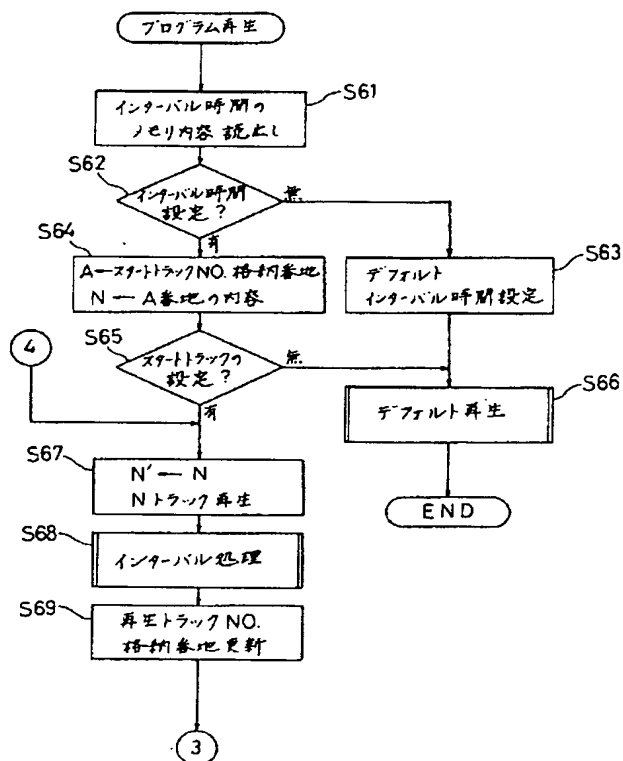 プログラム再生
S61
インターバル時間の
メモリ内容読出し
S62
インターバル時間
設定?
無
有
S64
A←スタートトラックNO.格納番地
N ← A番地の内容
S63
デフォルト
インターバル時間設定
S65
スタートトラックの
設定?
無
有
4
S66
デフォルト再生
END
S67
N' ← N
Nトラック再生
S68
インターバル処理
S69
再生トラックNO.
格納番地更新
3